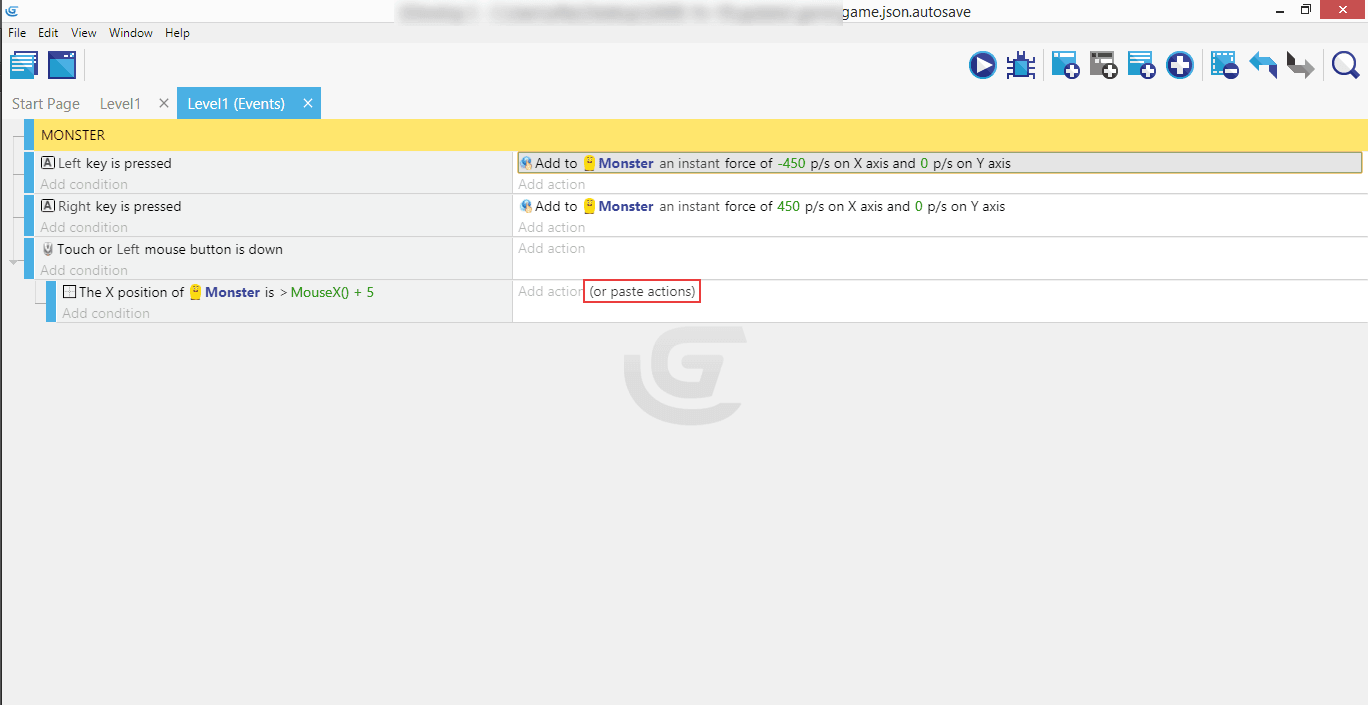 game.json.autosave
File Edit View Window Help
Start Page Level1 Level1 (Events)
MONSTER
Left key is pressed
Add to Monster an instant force of -450 p/s on X axis and 0 p/s on Y axis
Add condition
Add action
Right key is pressed
Add to Monster an instant force of 450 p/s on X axis and 0 p/s on Y axis
Add condition
Add action
Touch or Left mouse button is down
Add action
Add condition
The X position of Monster is > MouseX() + 5
Add action (or paste actions)
Add condition